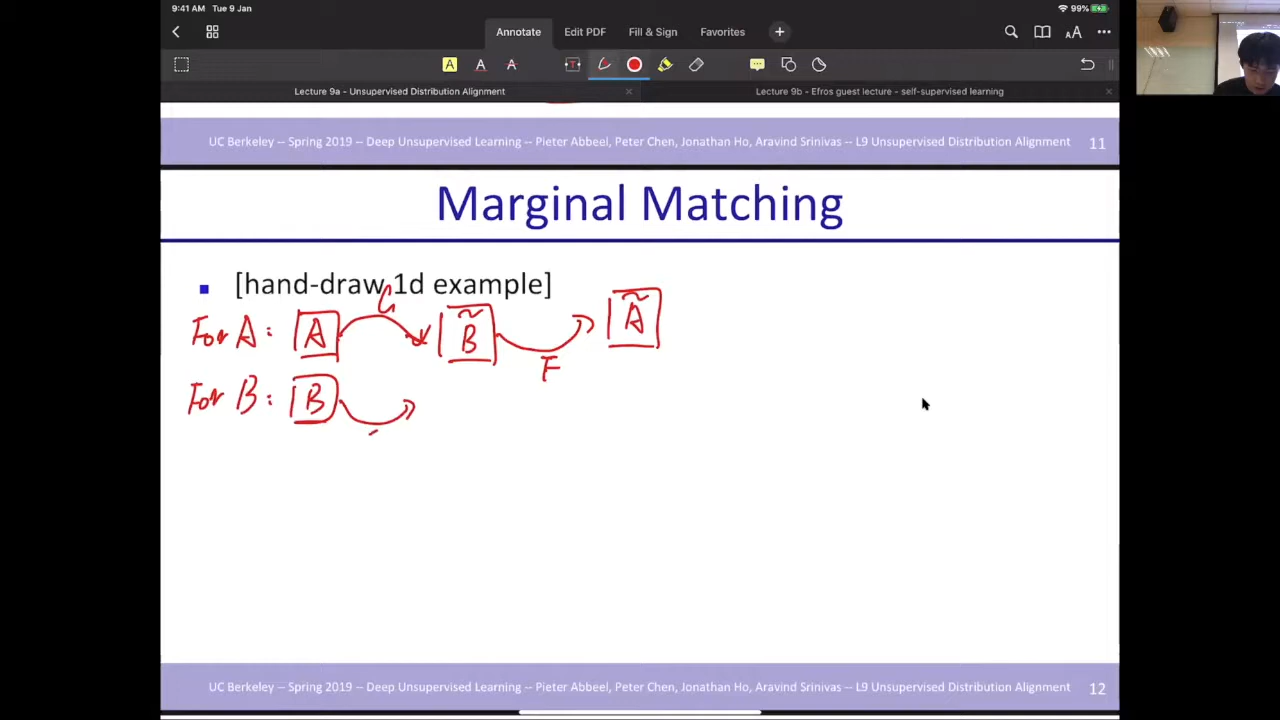 9:41 AM Tue 9 Jan 99%
Annotate Edit PDF Fill & Sign Favorites
A A A T AA
Lecture 9a - Unsupervised Distribution Alignment Lecture 9b - Efros guest lecture - self-supervised learning
UC Berkeley -- Spring 2019 -- Deep Unsupervised Learning -- Pieter Abbeel, Peter Chen, Jonathan Ho, Aravind Srinivas -- L9 Unsupervised Distribution Alignment 11
Marginal Matching
[hand-draw 1d example]
G
For A: A B̃ Ã
F
For B: B
UC Berkeley -- Spring 2019 -- Deep Unsupervised Learning -- Pieter Abbeel, Peter Chen, Jonathan Ho, Aravind Srinivas -- L9 Unsupervised Distribution Alignment 12